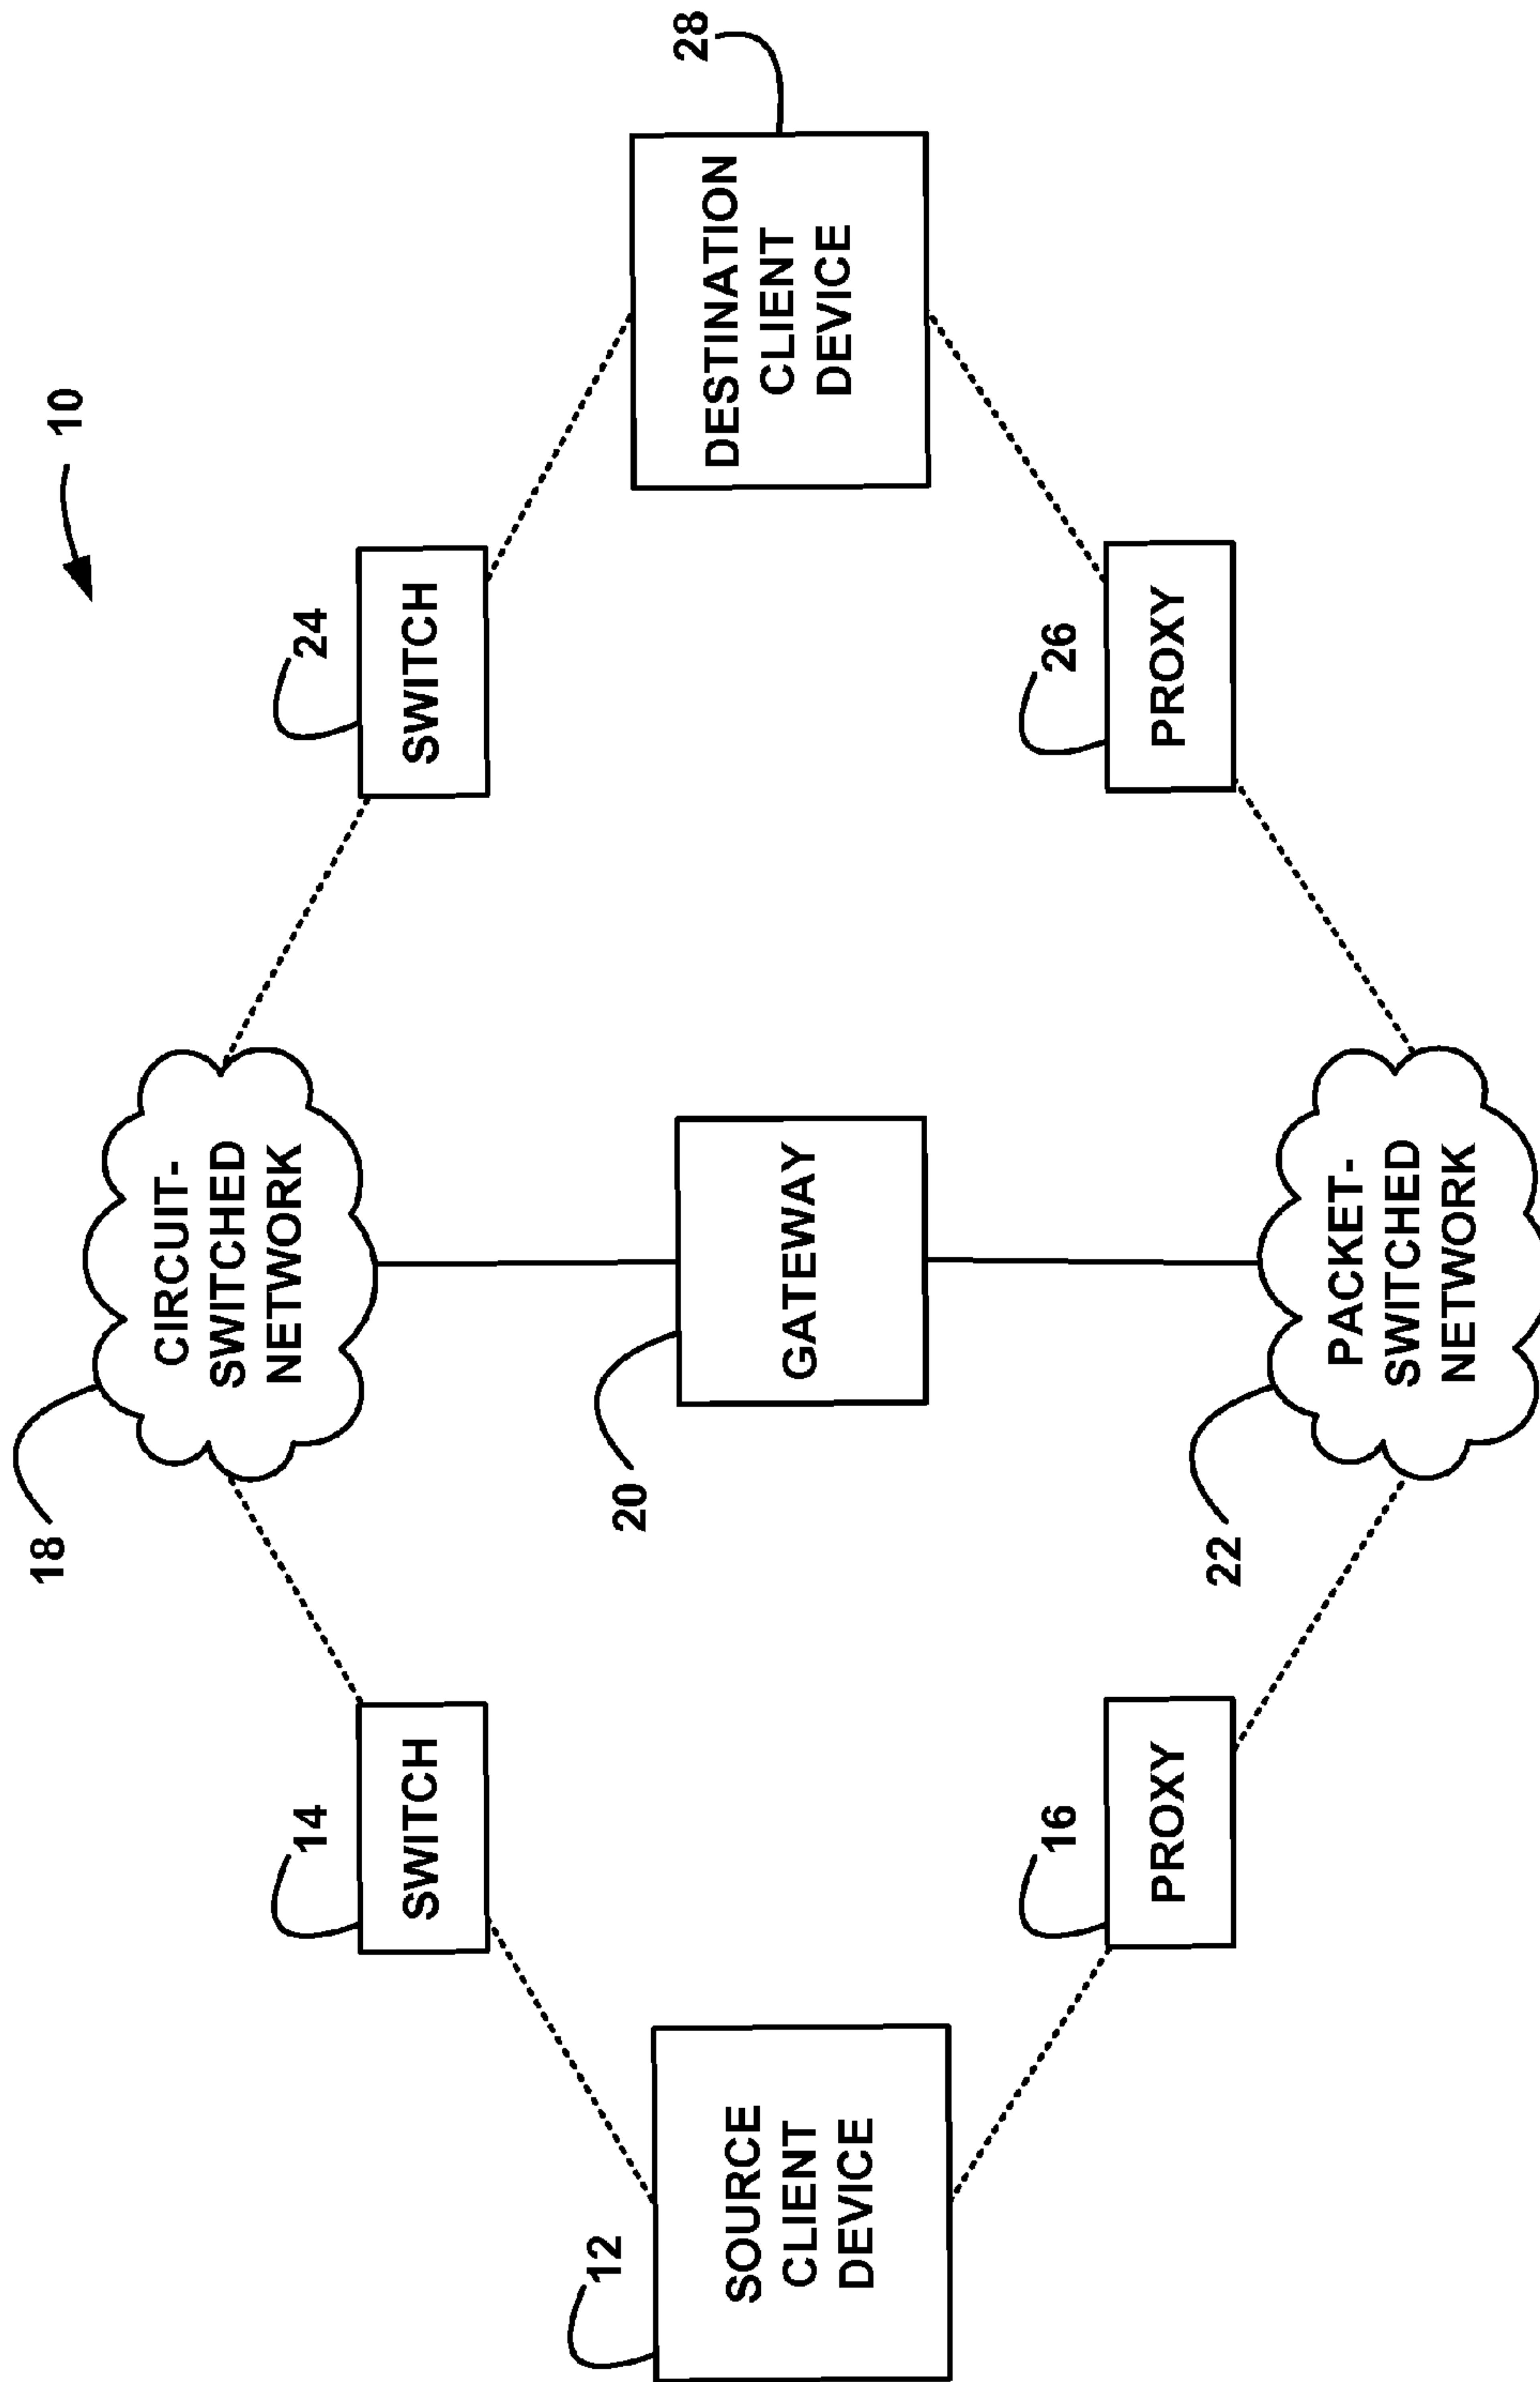 10
18
CIRCUIT-
SWITCHED
NETWORK
14
SWITCH
24
SWITCH
12
SOURCE
CLIENT
DEVICE
20
GATEWAY
DESTINATION
CLIENT
DEVICE
28
16
PROXY
26
PROXY
22
PACKET-
SWITCHED
NETWORK